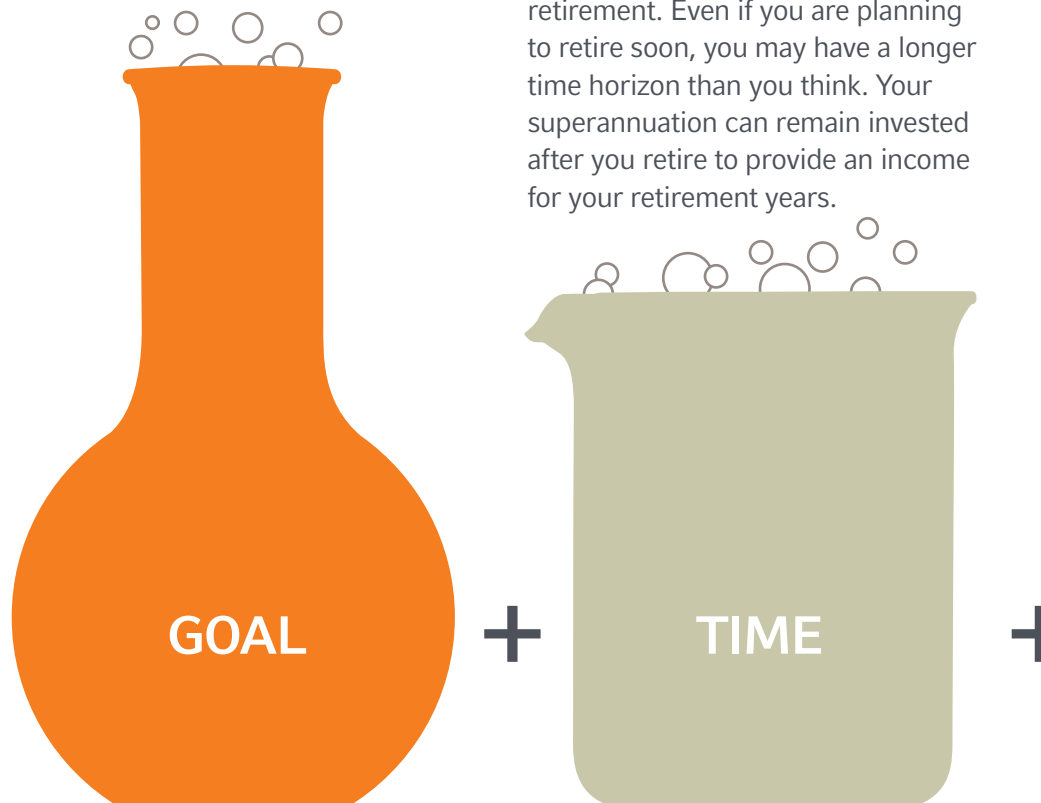 retirement. Even if you are planning
to retire soon, you may have a longer
time horizon than you think. Your
superannuation can remain invested
after you retire to provide an income
for your retirement years.
GOAL + TIME +